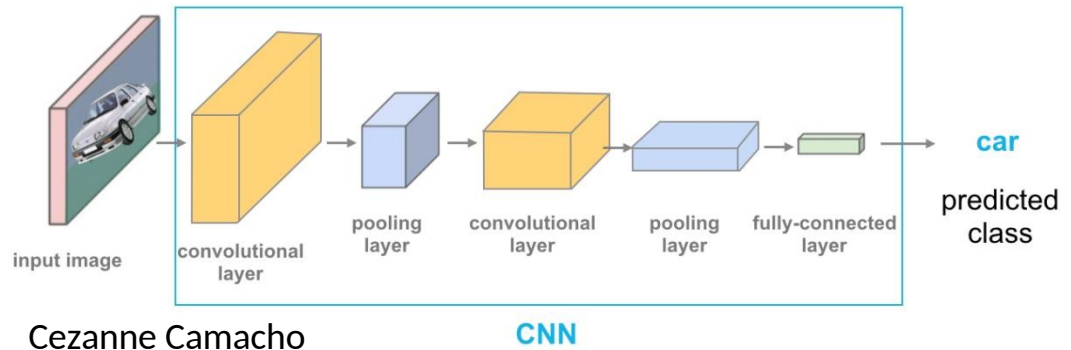 input image
convolutional
layer
pooling
layer
convolutional
layer
pooling
layer
fully-connected
layer
car
predicted
class
CNN
Cezanne Camacho